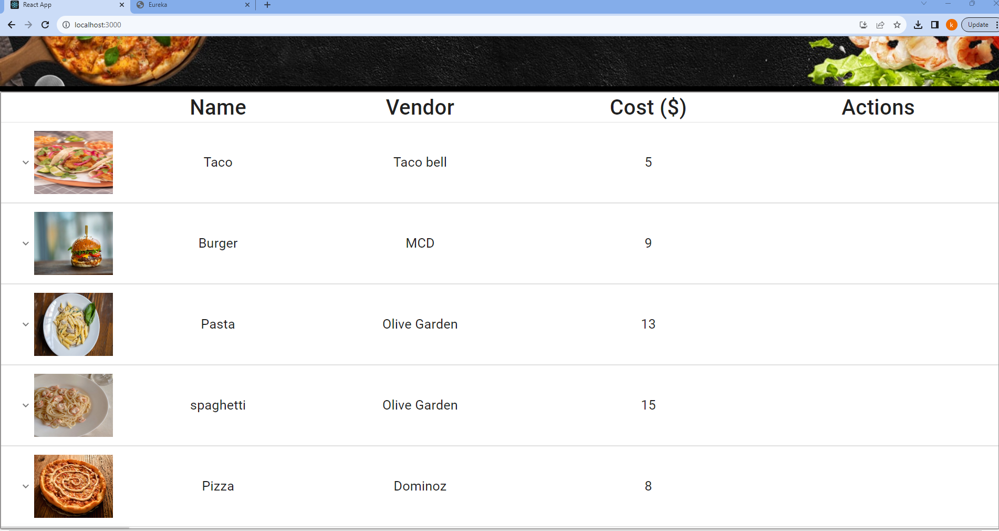 React App
Eureka
localhost:3000
k
Update
Name Vendor Cost ($) Actions
Taco Taco bell 5
Burger MCD 9
Pasta Olive Garden 13
spaghetti Olive Garden 15
Pizza Dominoz 8